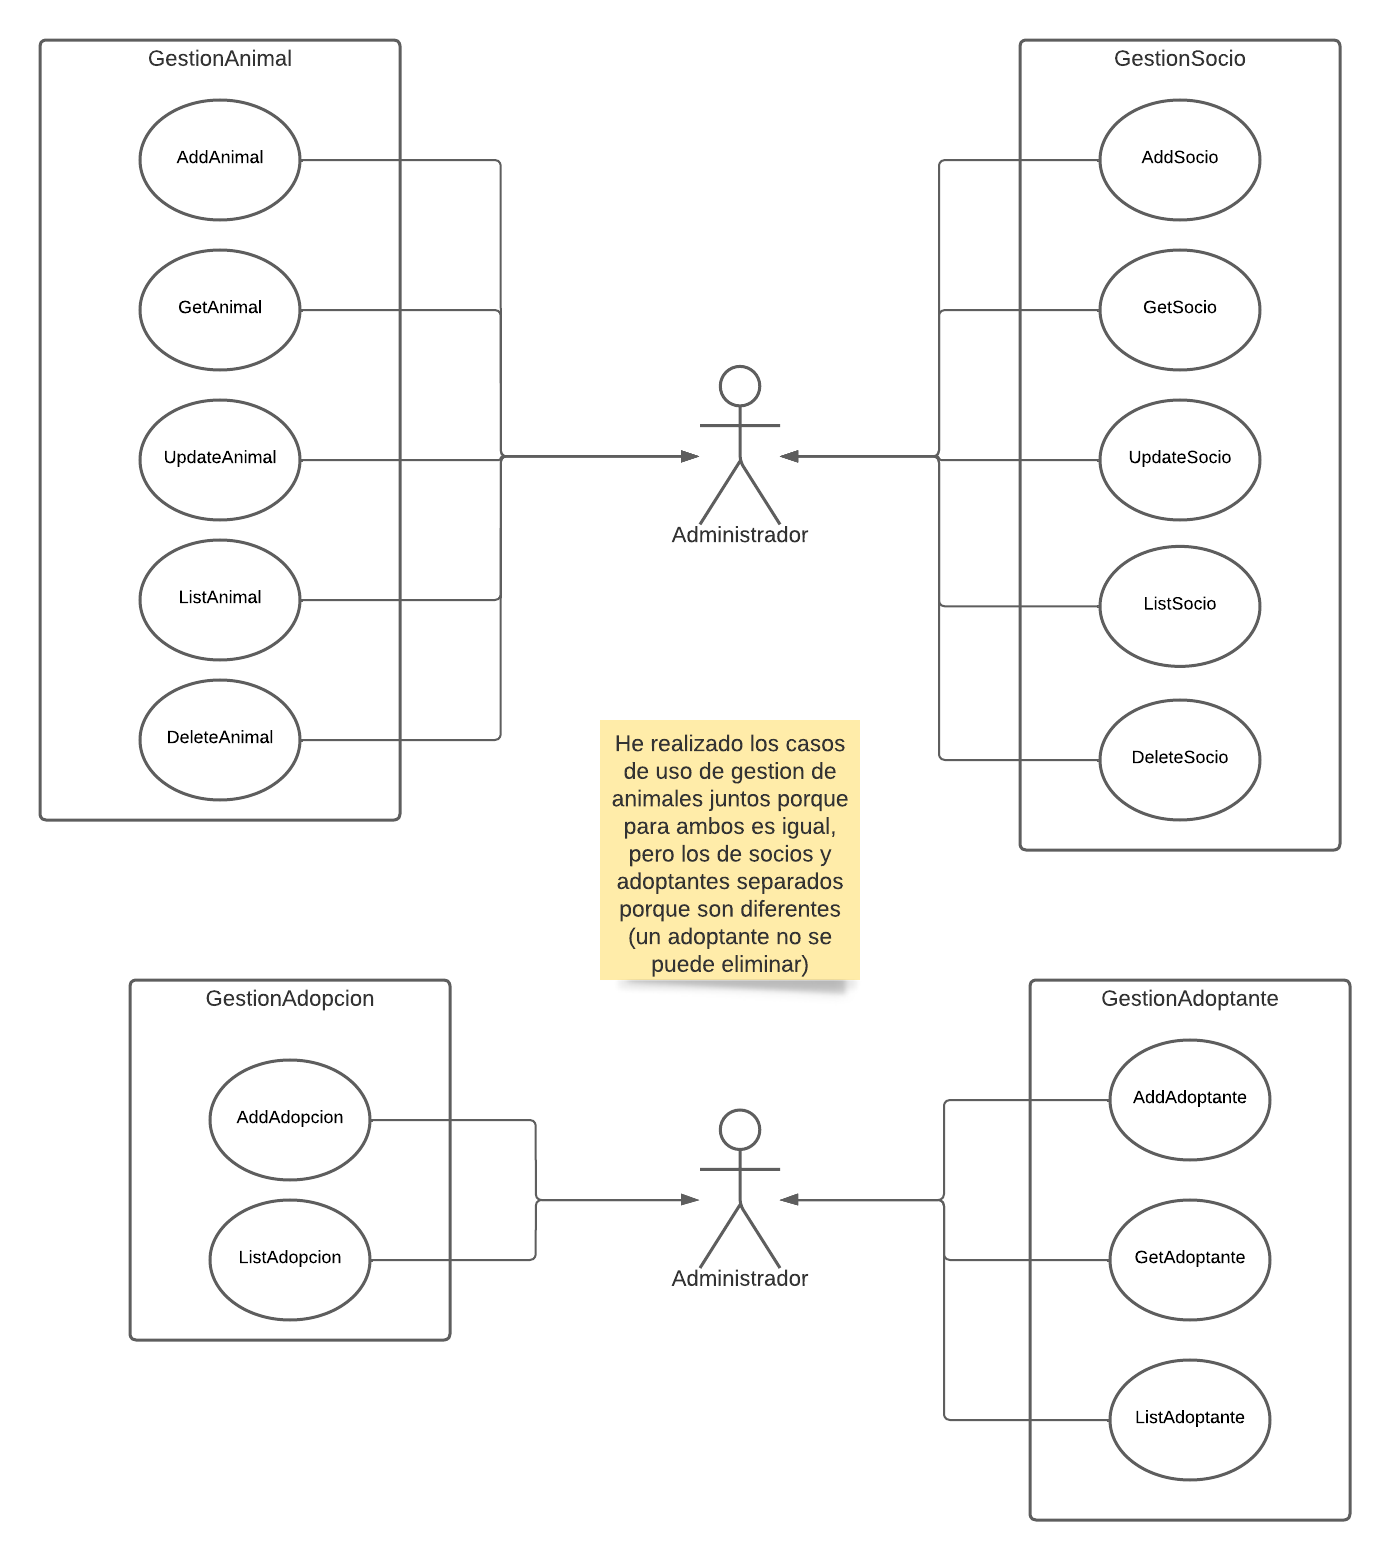 GestionAnimal
AddAnimal
GetAnimal
UpdateAnimal
ListAnimal
DeleteAnimal
Administrador
GestionSocio
AddSocio
GetSocio
UpdateSocio
ListSocio
DeleteSocio
He realizado los casos
de uso de gestion de
animales juntos porque
para ambos es igual,
pero los de socios y
adoptantes separados
porque son diferentes
(un adoptante no se
puede eliminar)
GestionAdopcion
AddAdopcion
ListAdopcion
Administrador
GestionAdoptante
AddAdoptante
GetAdoptante
ListAdoptante